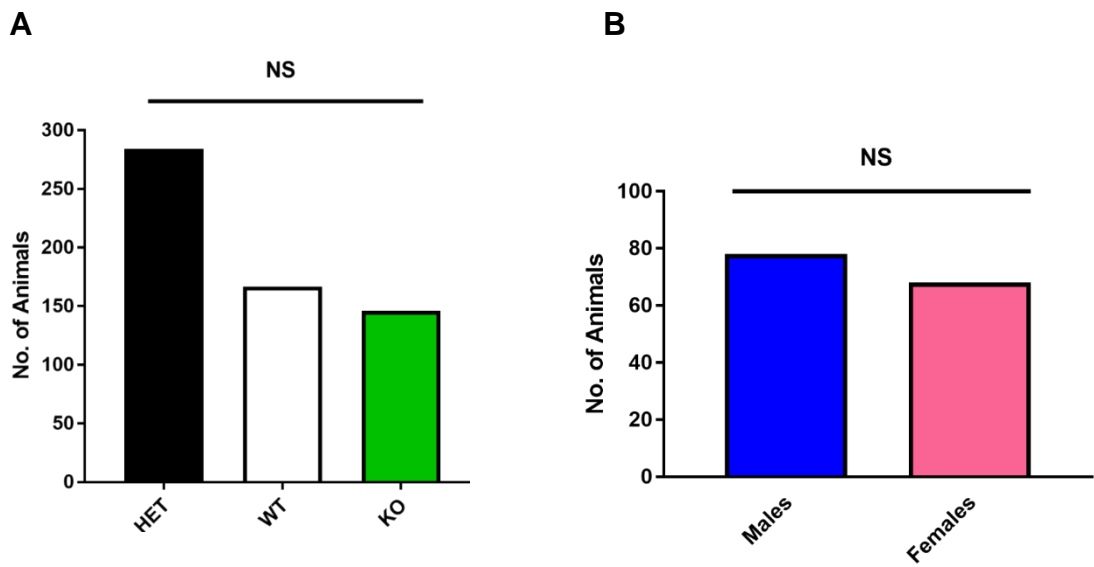 A
NS
No. of Animals
300
250
200
150
100
50
0
HET
WT
KO
B
NS
No. of Animals
100
80
60
40
20
0
Males
Females